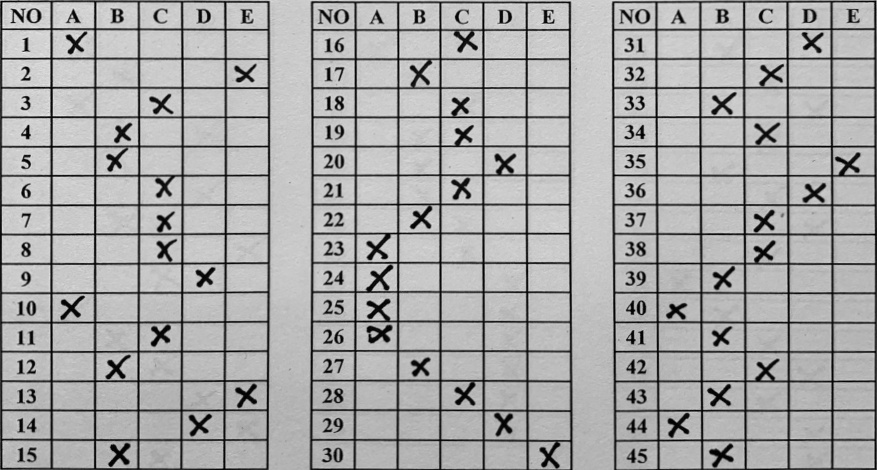 NO A B C D E NO A B C D E NO A B C D E
1 X 16 X 31 X
2 X 17 X 32 X
3 X 18 X 33 X
4 X 19 X 34 X
5 X 20 X 35 X
6 X 21 X 36 X
7 X 22 X 37 X
8 X 23 X 38 X
9 X 24 X 39 X
10 X 25 X 40 X
11 X 26 X 41 X
12 X 27 X 42 X
13 X 28 X 43 X
14 X 29 X 44 X
15 X 30 X 45 X